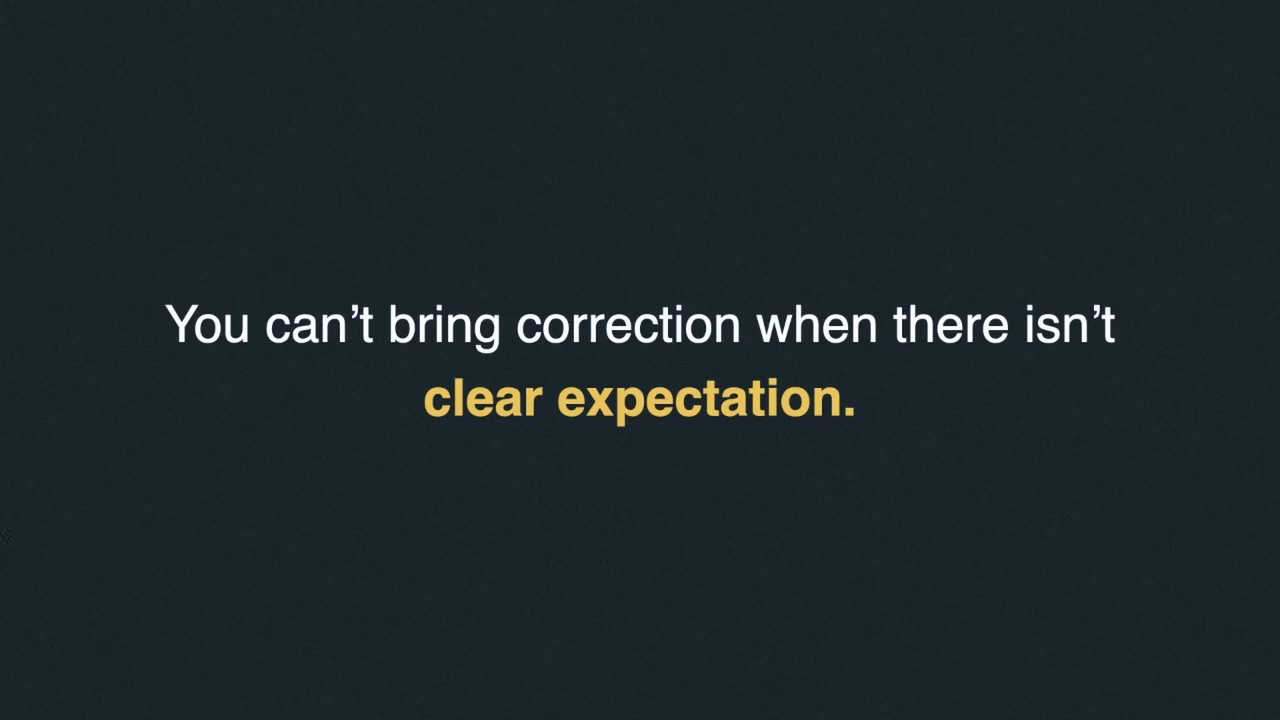 You can’t bring correction when there isn’t
clear expectation.